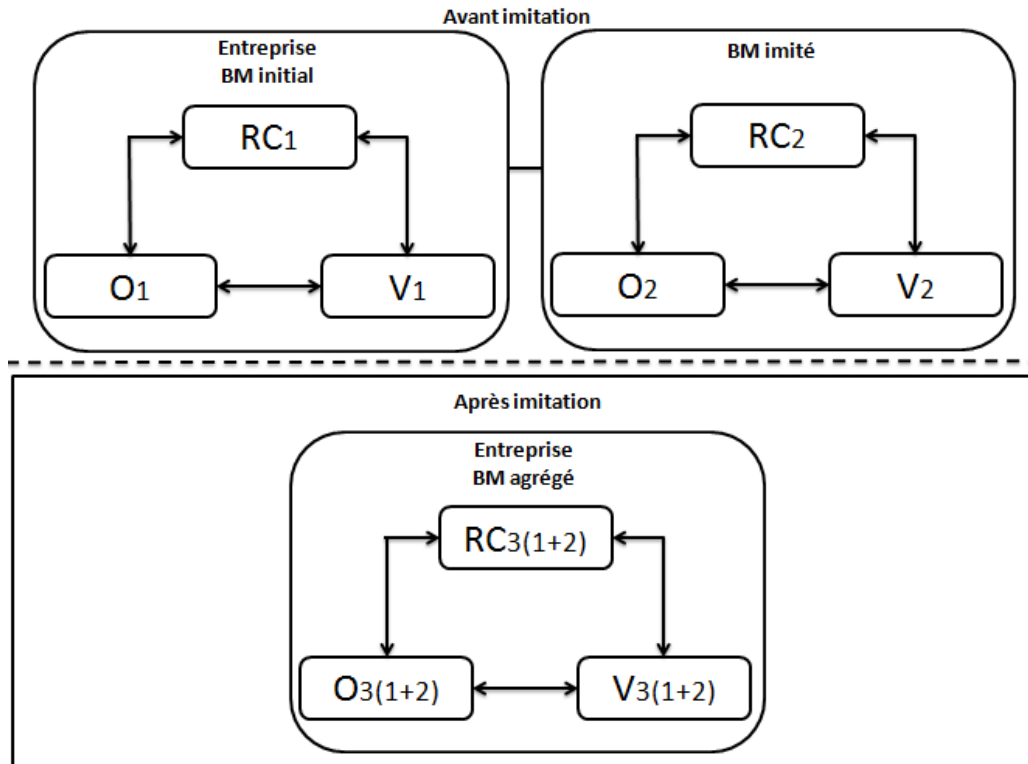 Avant imitation
Entreprise
BM initial
RC1
O1
V1
BM imité
RC2
O2
V2
Après imitation
Entreprise
BM agrégé
RC3(1+2)
O3(1+2)
V3(1+2)